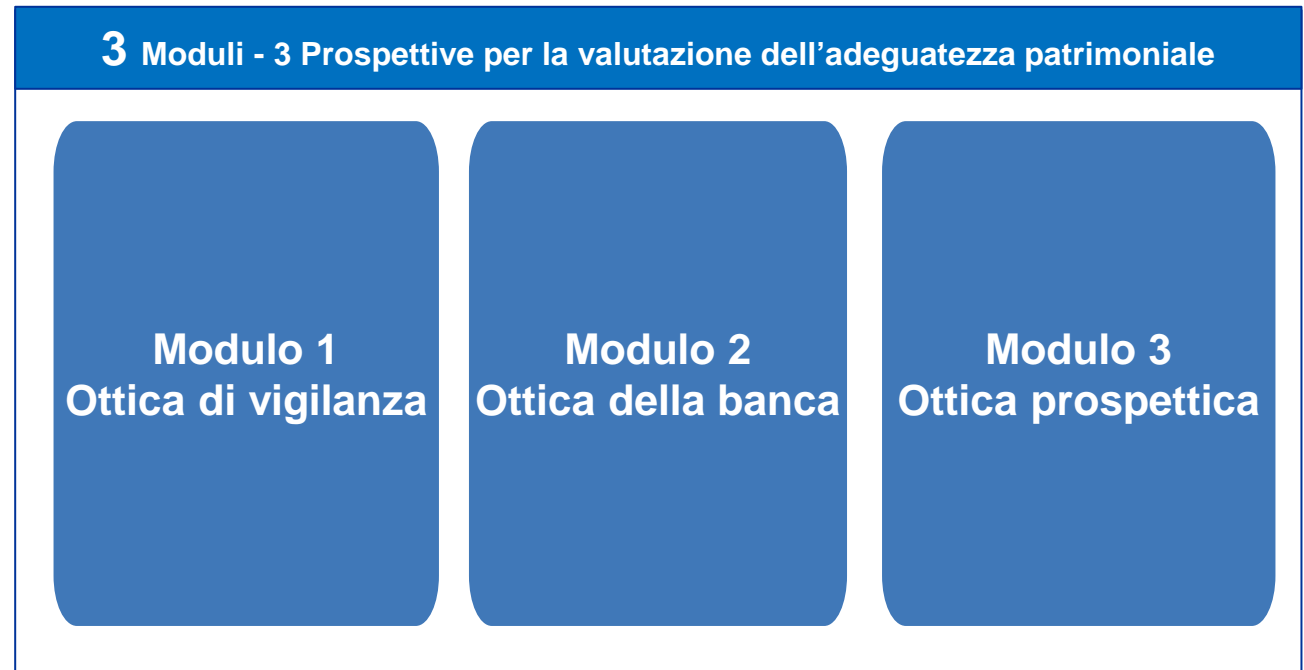 3 Moduli - 3 Prospettive per la valutazione dell’adeguatezza patrimoniale
Modulo 1
Ottica di vigilanza
Modulo 2
Ottica della banca
Modulo 3
Ottica prospettica